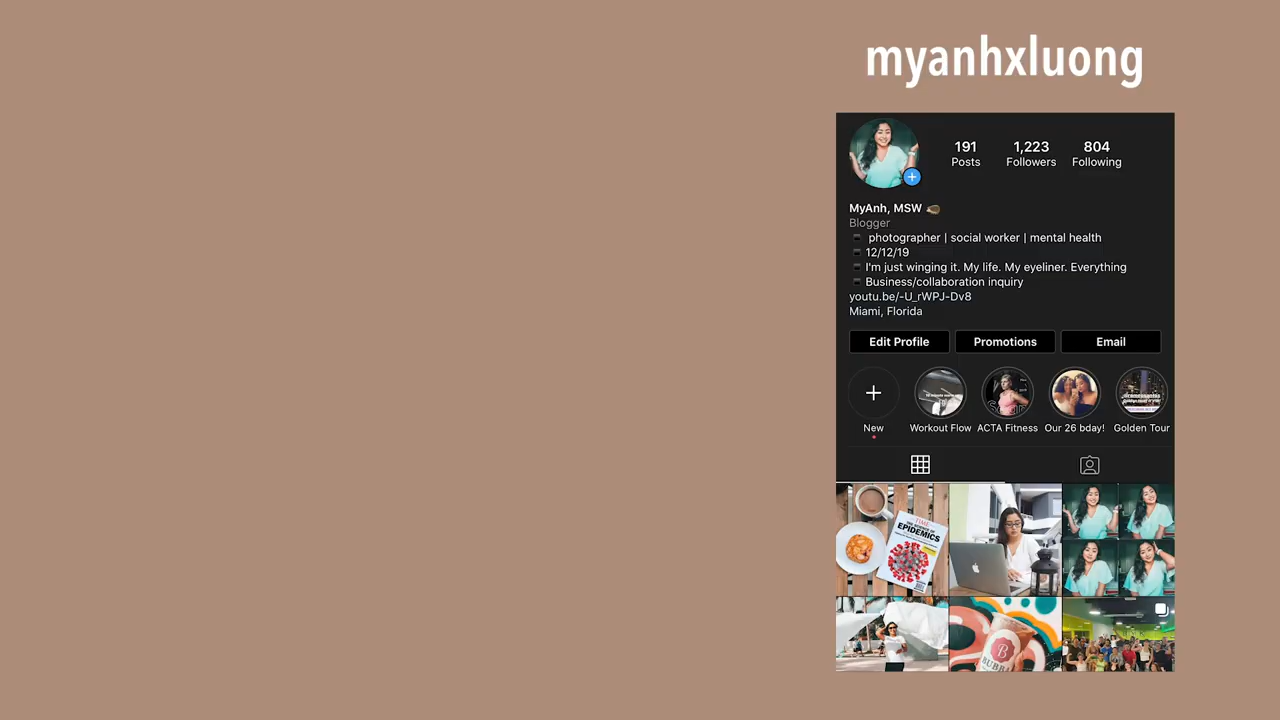 myanhxluong
191 1,223 804
Posts Followers Following
MyAnh, MSW
Blogger
photographer | social worker | mental health
12/12/19
I'm just winging it. My life. My eyeliner. Everything
Business/collaboration inquiry
youtu.be/-U_rWPJ-Dv8
Miami, Florida
Edit Profile Promotions Email
New Workout Flow ACTA Fitness Our 26 bday! Golden Tour
TIME
EPIDEMICS
B
BUBB